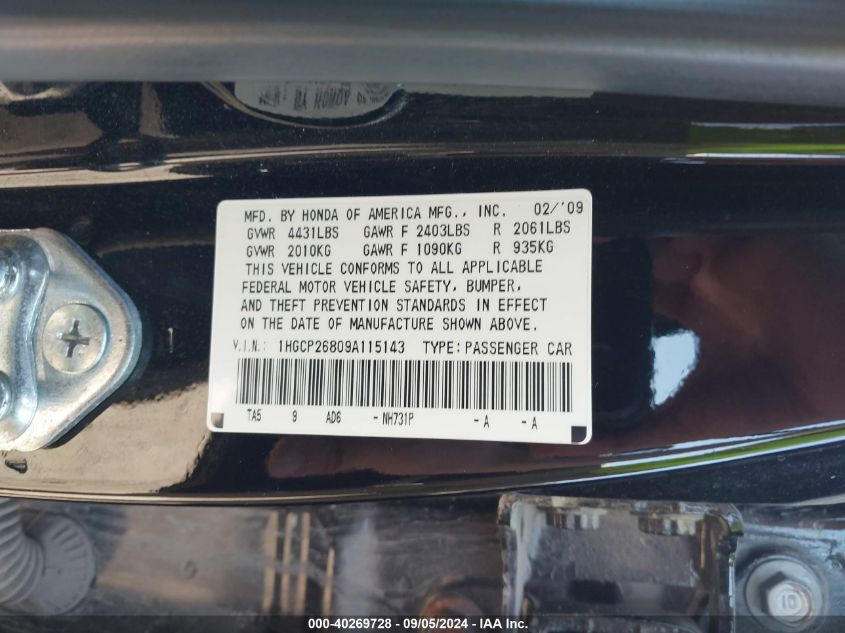 MFD. BY HONDA OF AMERICA MFG., INC. 02/'09
GVWR 4431LBS GAWR F 2403LBS R 2061LBS
GVWR 2010KG GAWR F 1090KG R 935KG
THIS VEHICLE CONFORMS TO ALL APPLICABLE
FEDERAL MOTOR VEHICLE SAFETY, BUMPER,
AND THEFT PREVENTION STANDARDS IN EFFECT
ON THE DATE OF MANUFACTURE SHOWN ABOVE.
V.I.N.: 1HGCP26809A115143 TYPE: PASSENGER CAR
TA5 9 AD6 -NH731P -A -A
10
000-40269728 - 09/05/2024 - IAA Inc.